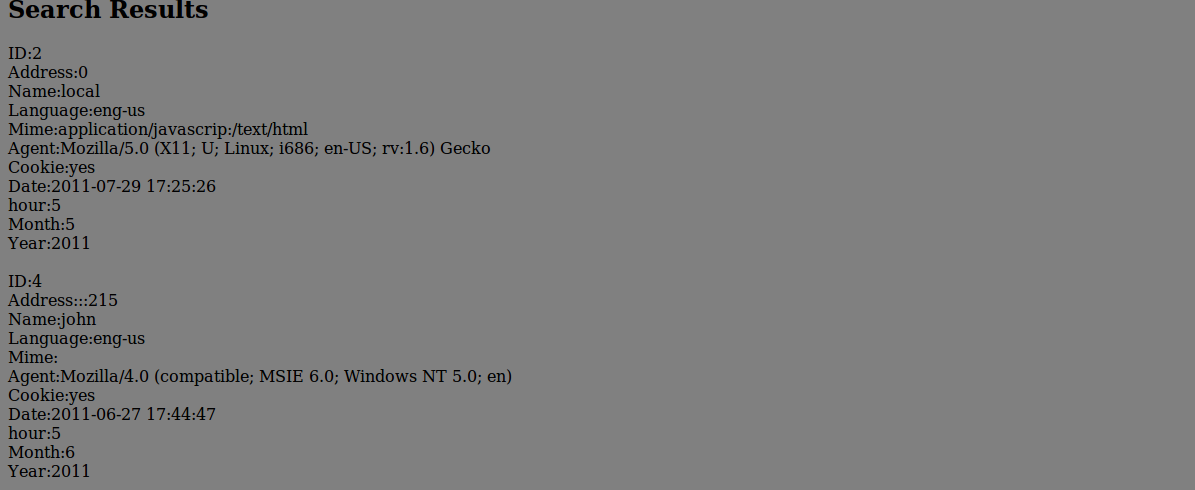 Search Results
ID:2
Address:0
Name:local
Language:eng-us
Mime:application/javascrip:/text/html
Agent:Mozilla/5.0 (X11; U; Linux; i686; en-US; rv:1.6) Gecko
Cookie:yes
Date:2011-07-29 17:25:26
hour:5
Month:5
Year:2011
ID:4
Address:::215
Name:john
Language:eng-us
Mime:
Agent:Mozilla/4.0 (compatible; MSIE 6.0; Windows NT 5.0; en)
Cookie:yes
Date:2011-06-27 17:44:47
hour:5
Month:6
Year:2011